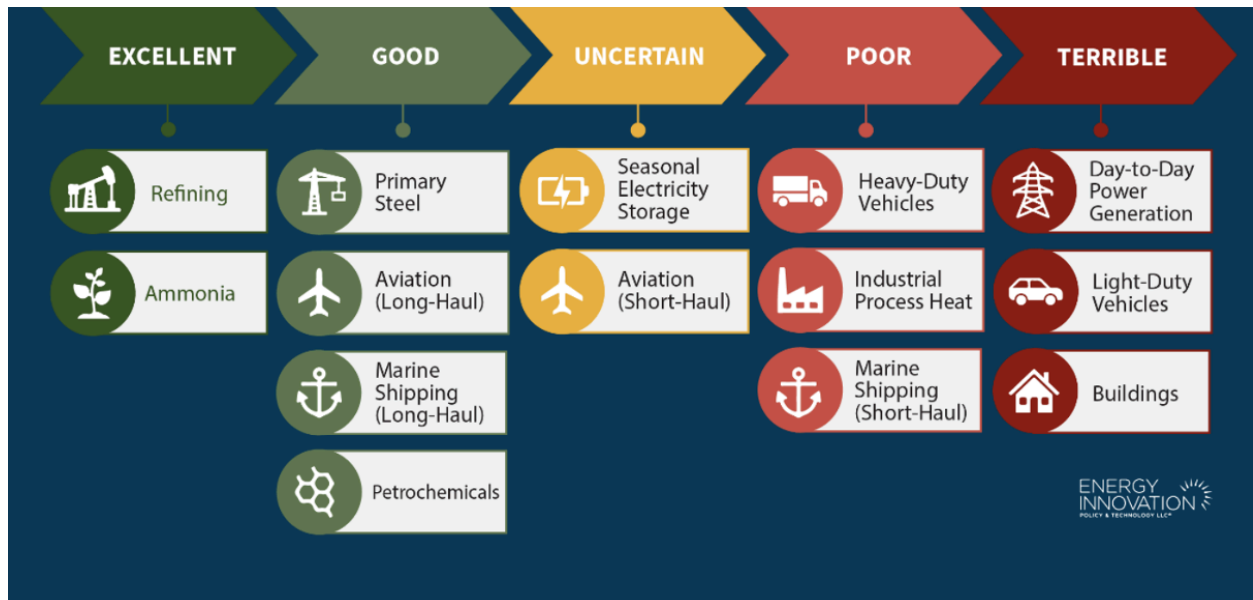 EXCELLENT
GOOD
UNCERTAIN
POOR
TERRIBLE
Refining
Ammonia
Primary
Steel
Aviation
(Long-Haul)
Marine
Shipping
(Long-Haul)
Petrochemicals
Seasonal
Electricity
Storage
Aviation
(Short-Haul)
Heavy-Duty
Vehicles
Industrial
Process Heat
Marine
Shipping
(Short-Haul)
Day-to-Day
Power
Generation
Light-Duty
Vehicles
Buildings
ENERGY
INNOVATION
POLICY & TECHNOLOGY LLC